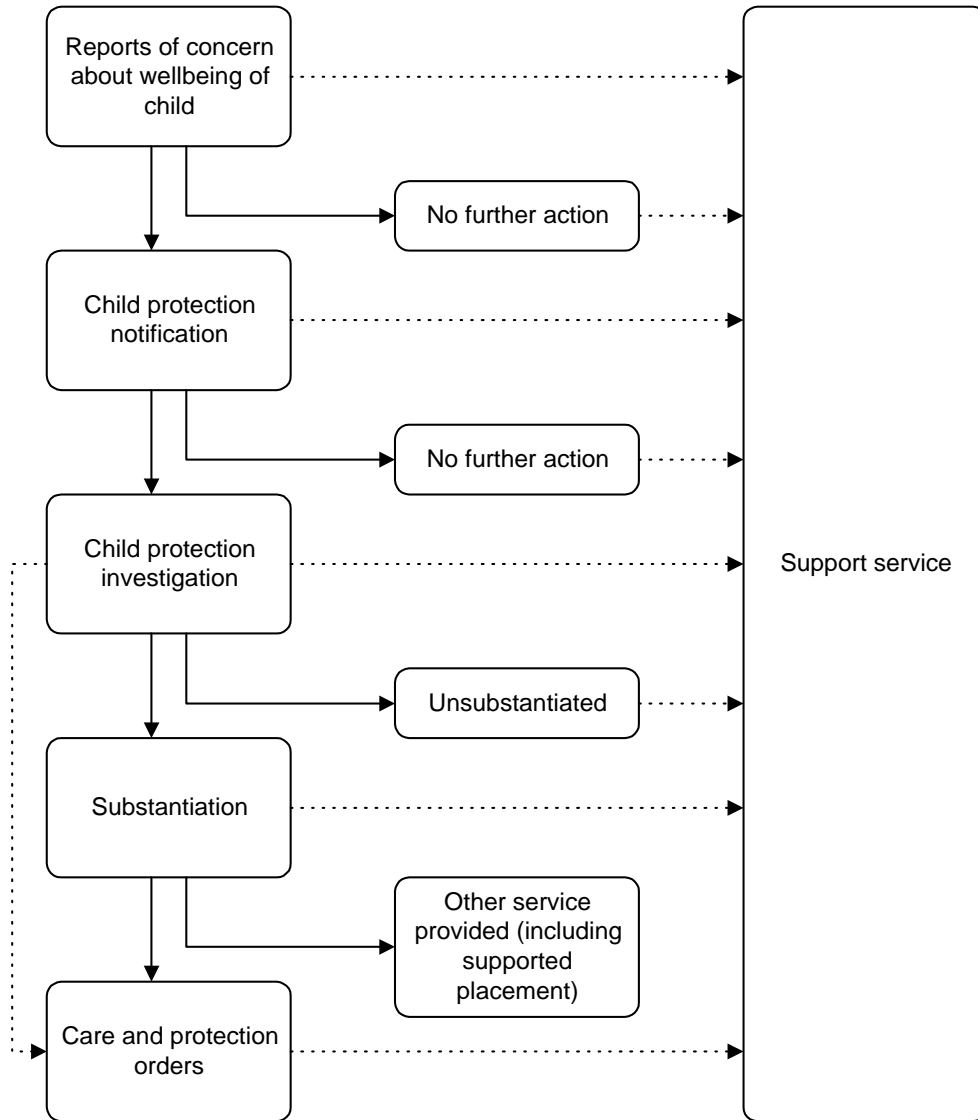 Reports of concern
about wellbeing of
child
No further action
Child protection
notification
No further action
Child protection
investigation
Support service
Unsubstantiated
Substantiation
Other service
provided (including
supported
placement)
Care and protection
orders